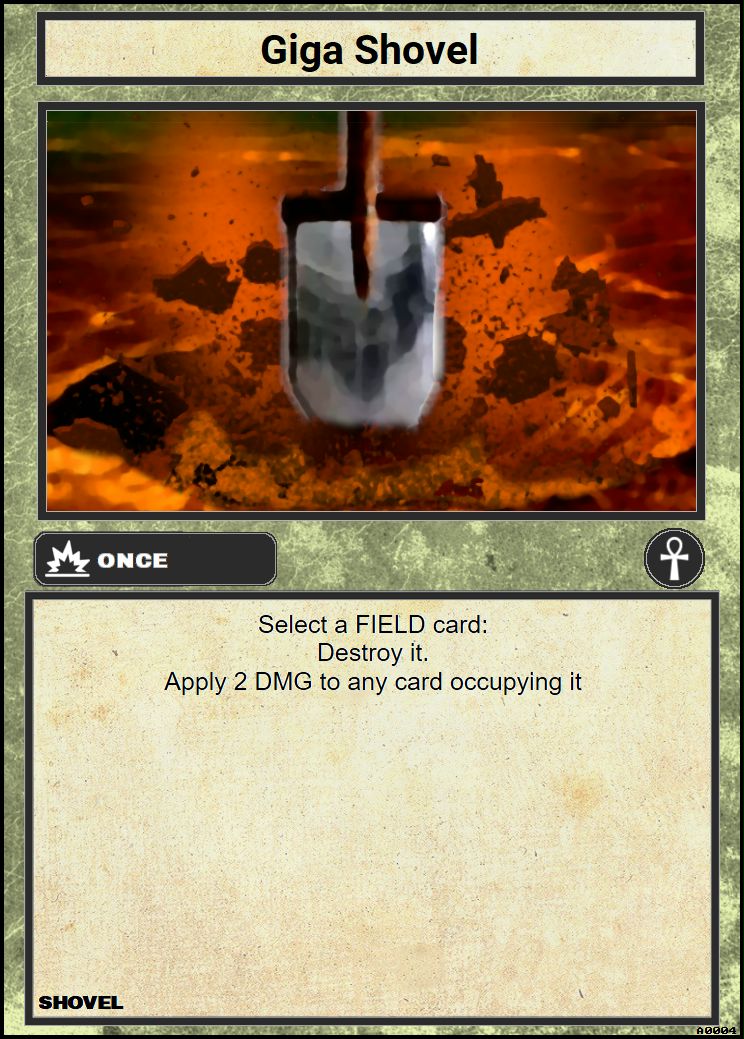 Giga Shovel
ONCE
Select a FIELD card:
Destroy it.
Apply 2 DMG to any card occupying it
SHOVEL
A0004